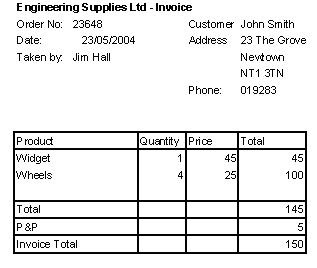 Engineering Supplies Ltd - Invoice
Order No: 23648 Customer John Smith
Date: 23/05/2004 Address 23 The Grove
Taken by: Jim Hall Newtown
NT1 3TN
Phone: 019283
Product Quantity Price Total
Widget 1 45 45
Wheels 4 25 100
Total 145
P &P 5
Invoice Total 150